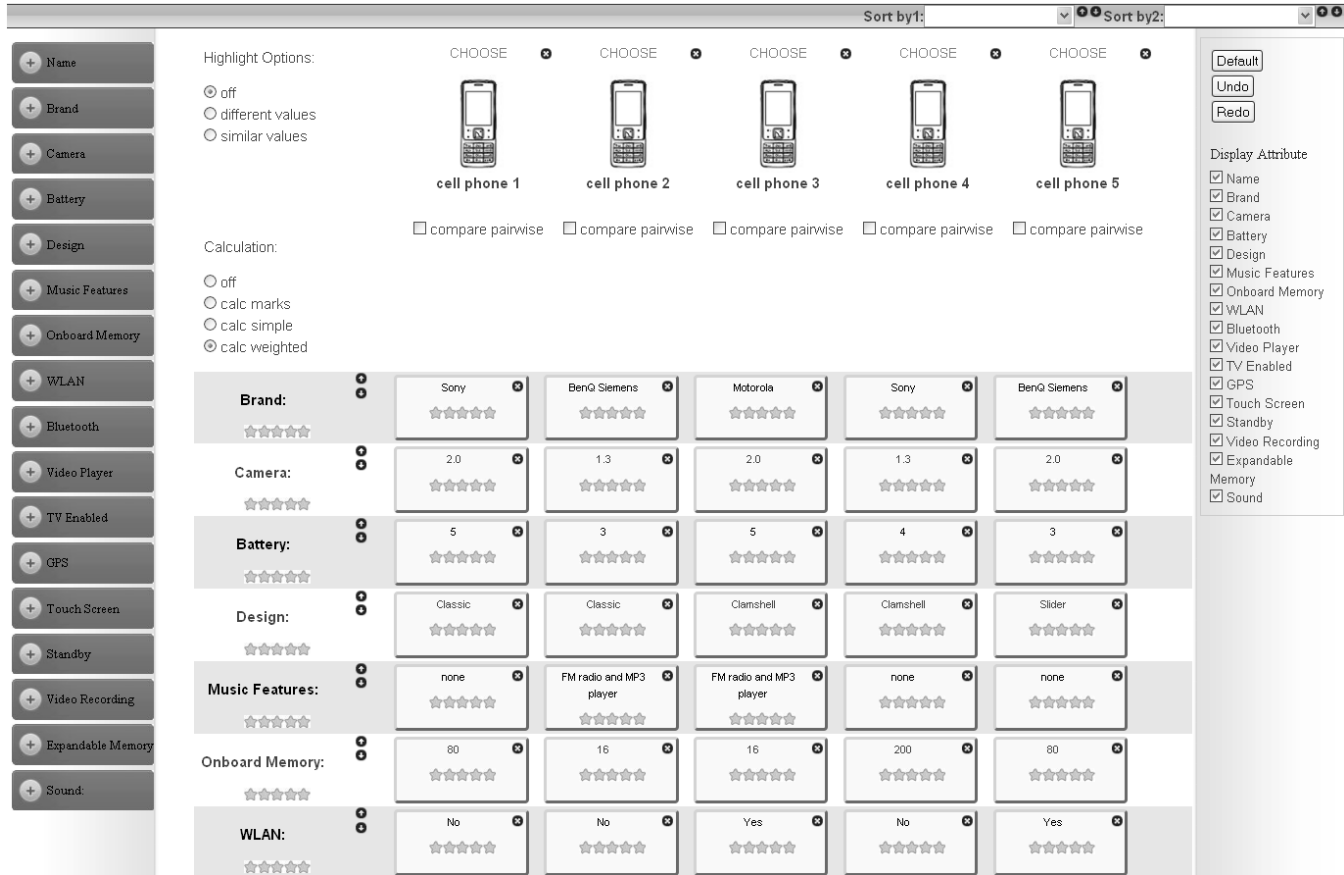 Sort by1: Sort by2:
Name
Brand
Camera
Battery
Design
Music Features
Onboard Memory
WLAN
Bluetooth
Video Player
TV Enabled
GPS
Touch Screen
Standby
Video Recording
Expandable Memory
Sound:
Highlight Options:
off
different values
similar values
CHOOSE CHOOSE CHOOSE CHOOSE CHOOSE
cell phone 1 cell phone 2 cell phone 3 cell phone 4 cell phone 5
compare pairwise compare pairwise compare pairwise compare pairwise compare pairwise
Calculation:
off
calc marks
calc simple
calc weighted
Brand: Sony BenQ Siemens Motorola Sony BenQ Siemens
Camera: 2.0 1.3 2.0 1.3 2.0
Battery: 5 3 5 4 3
Design: Classic Classic Clamshell Clamshell Slider
Music Features: none FM radio and MP3 FM radio and MP3 none none
player player
Onboard Memory: 80 16 16 200 80
WLAN: No No Yes No Yes
Default
Undo
Redo
Display Attribute
Name
Brand
Camera
Battery
Design
Music Features
Onboard Memory
WLAN
Bluetooth
Video Player
TV Enabled
GPS
Touch Screen
Standby
Video Recording
Expandable
Memory
Sound